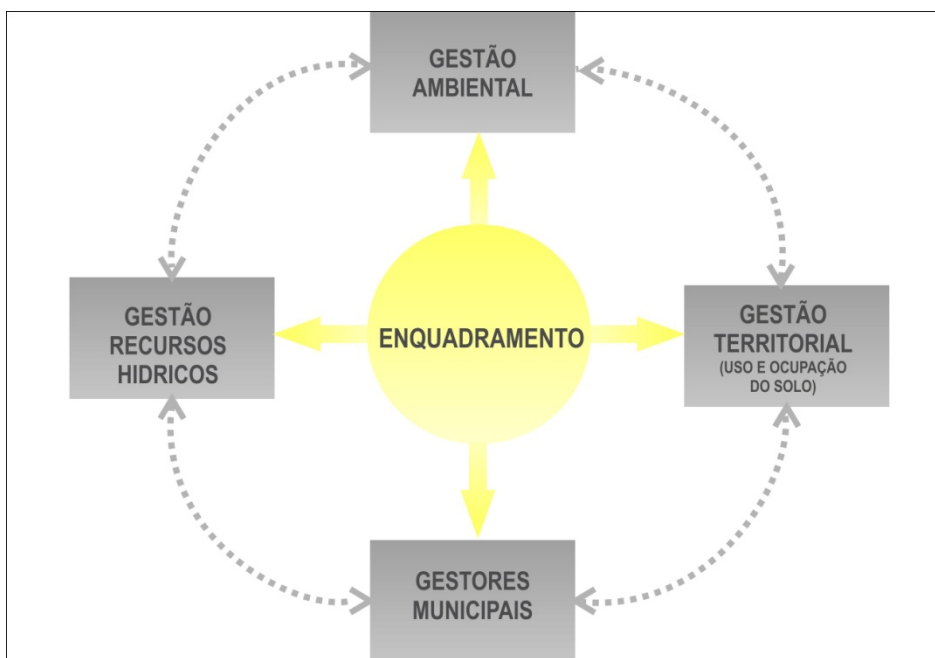 GESTÃO
AMBIENTAL
GESTÃO
RECURSOS
HIDRICOS
ENQUADRAMENTO
GESTÃO
TERRITORIAL
(USO E OCUPAÇÃO
DO SOLO)
GESTORES
MUNICIPAIS